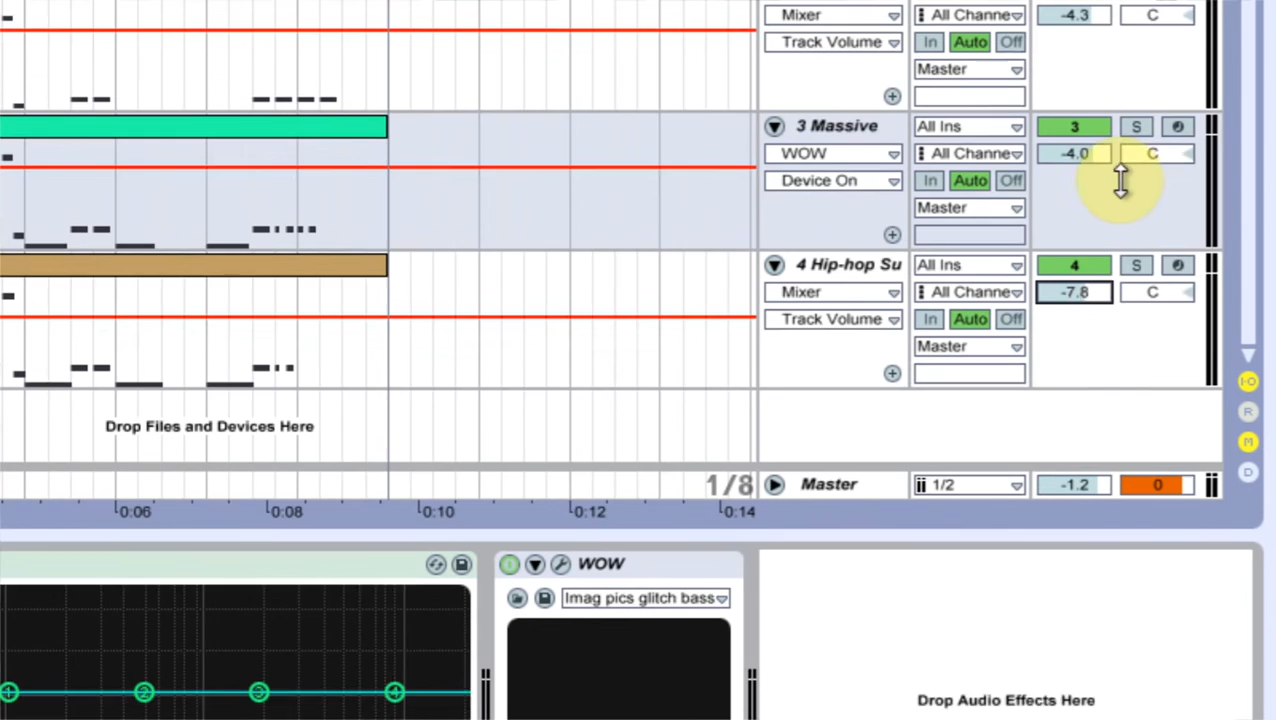 Mixer All Channe -4.3 C
Track Volume In Auto Off
Master
3 Massive All Ins 3 S
WOW All Channe -4.0 C
Device On In Auto Off
Master
4 Hip-hop Su All Ins 4 S
Mixer All Channe -7.8 C
Track Volume In Auto Off
Master
I·O
R
Drop Files and Devices Here
M
D
1/8 Master 1/2 -1.2 0
0:06 0:08 0:10 0:12 0:14
WOW
Imag pics glitch bass
1 2 3 4
Drop Audio Effects Here